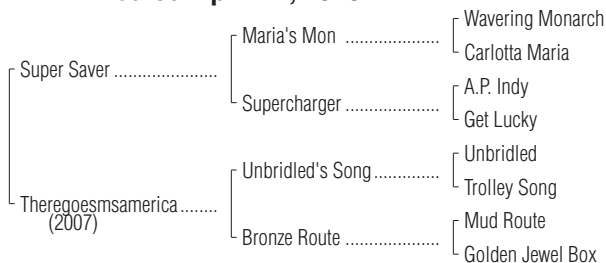 Wavering Monarch
Maria's Mon ...................
Carlotta Maria
Super Saver .....................
A.P. Indy
Supercharger ...................
Get Lucky
Unbridled
Unbridled's Song...............
Trolley Song
Theregoesmsamerica........
(2007)
Mud Route
Bronze Route ...................
Golden Jewel Box